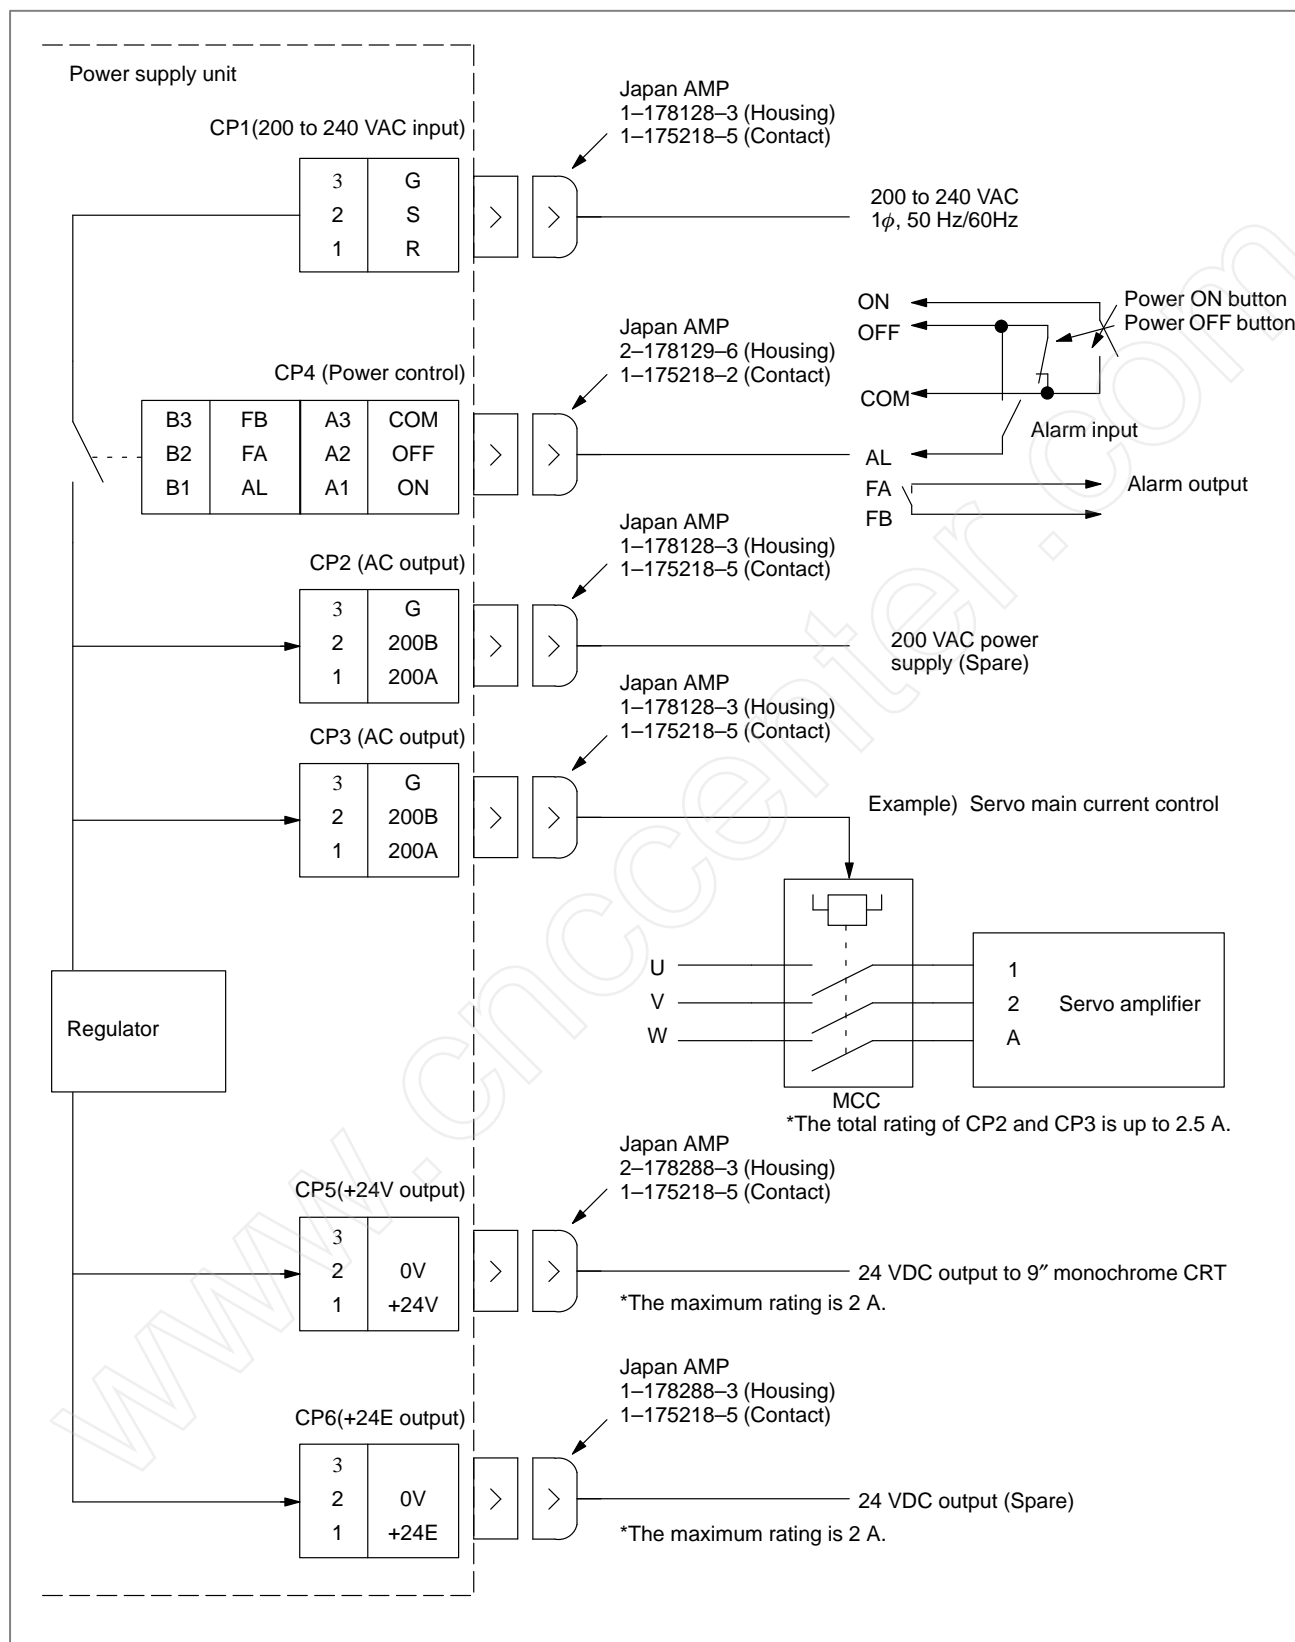 Power supply unit
Japan AMP
1–178128–3 (Housing)
1–175218–5 (Contact)
CP1(200 to 240 VAC input)
3 G
2 S
1 R
200 to 240 VAC
1ϕ, 50 Hz/60Hz
ON
OFF
COM
AL
FA
FB
Power ON button
Power OFF button
Alarm input
Alarm output
Japan AMP
2–178129–6 (Housing)
1–175218–2 (Contact)
CP4 (Power control)
B3 FB A3 COM
B2 FA A2 OFF
B1 AL A1 ON
Japan AMP
1–178128–3 (Housing)
1–175218–5 (Contact)
CP2 (AC output)
3 G
2 200B
1 200A
200 VAC power
supply (Spare)
Japan AMP
1–178128–3 (Housing)
1–175218–5 (Contact)
CP3 (AC output)
3 G
2 200B
1 200A
Example) Servo main current control
U
V
W
1
2
A
Servo amplifier
MCC
*The total rating of CP2 and CP3 is up to 2.5 A.
Regulator
Japan AMP
2–178288–3 (Housing)
1–175218–5 (Contact)
CP5(+24V output)
3
2 0V
1 +24V
24 VDC output to 9″ monochrome CRT
*The maximum rating is 2 A.
Japan AMP
1–178288–3 (Housing)
1–175218–5 (Contact)
CP6(+24E output)
3
2 0V
1 +24E
24 VDC output (Spare)
*The maximum rating is 2 A.
www.cnccenter.com